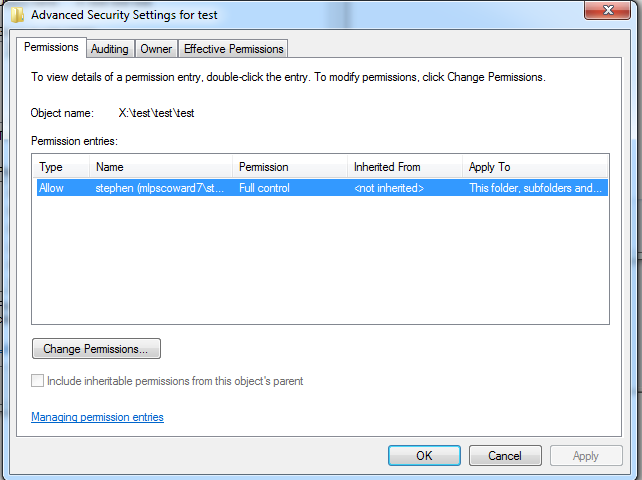 Advanced Security Settings for test
Permissions Auditing Owner Effective Permissions
To view details of a permission entry, double-click the entry. To modify permissions, click Change Permissions.
Object name: X:\test\test\test
Permission entries:
Type Name Permission Inherited From Apply To
Allow stephen (mlpscoward7\st... Full control <not inherited> This folder, subfolders and...
Change Permissions...
Include inheritable permissions from this object's parent
Managing permission entries
OK Cancel Apply